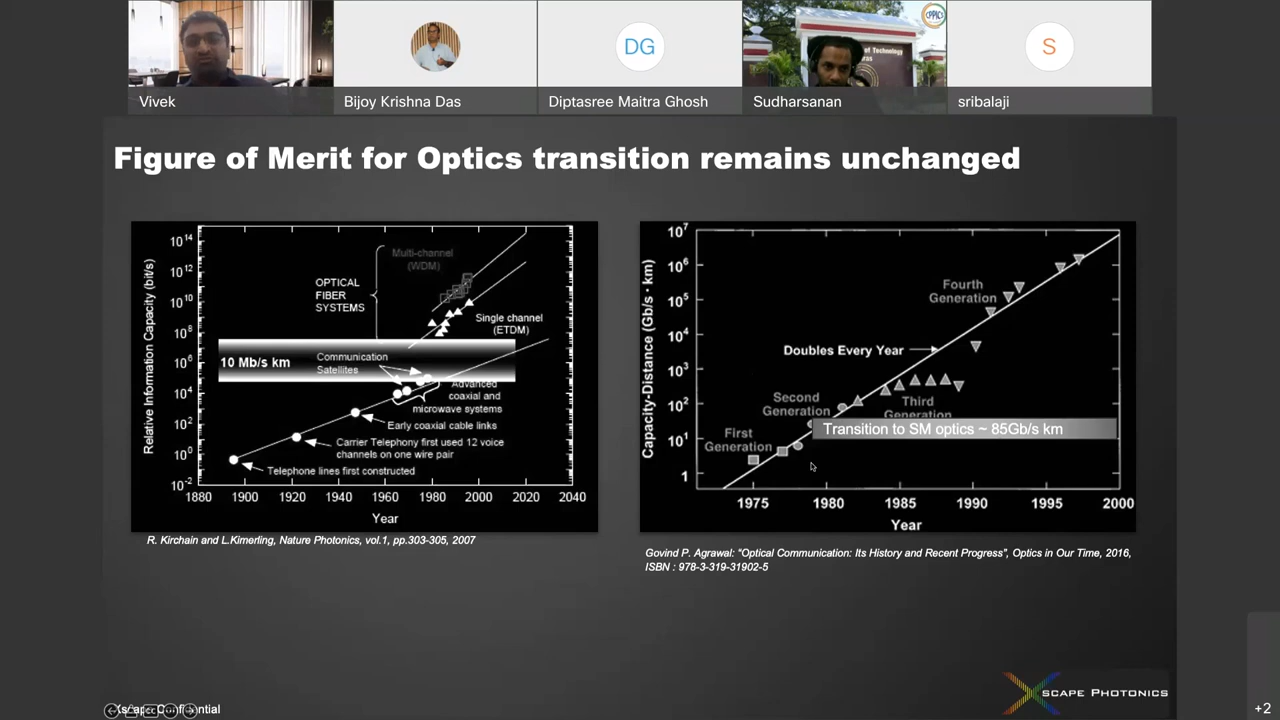 CPPICS
of Technology
ras
DG
S
Vivek
Bijoy Krishna Das
Diptasree Maitra Ghosh
Sudharsanan
sribalaji
Figure of Merit for Optics transition remains unchanged
Relative Information Capacity (bit/s)
10^14
10^12
10^10
10^8
10^6
10^4
10^2
10^0
10^-2
Multi-channel
(WDM)
OPTICAL
FIBER
SYSTEMS
Single channel
(ETDM)
10 Mb/s km
Communication
Satellites
Advanced
coaxial and
microwave systems
Early coaxial cable links
Carrier Telephony first used 12 voice
channels on one wire pair
Telephone lines first constructed
1880 1900 1920 1940 1960 1980 2000 2020 2040
Year
R. Kirchain and L.Kimerling, Nature Photonics, vol.1, pp.303-305, 2007
Capacity-Distance (Gb/s · km)
10^7
10^6
10^5
10^4
10^3
10^2
10^1
1
Fourth
Generation
Doubles Every Year
Second
Generation
Third
Generation
First
Generation
Transition to SM optics ~ 85Gb/s km
1975 1980 1985 1990 1995 2000
Year
Govind P. Agrawal: "Optical Communication: Its History and Recent Progress", Optics in Our Time, 2016,
ISBN : 978-3-319-31902-5
Xscape Confidential
XSCAPE PHOTONICS
+2